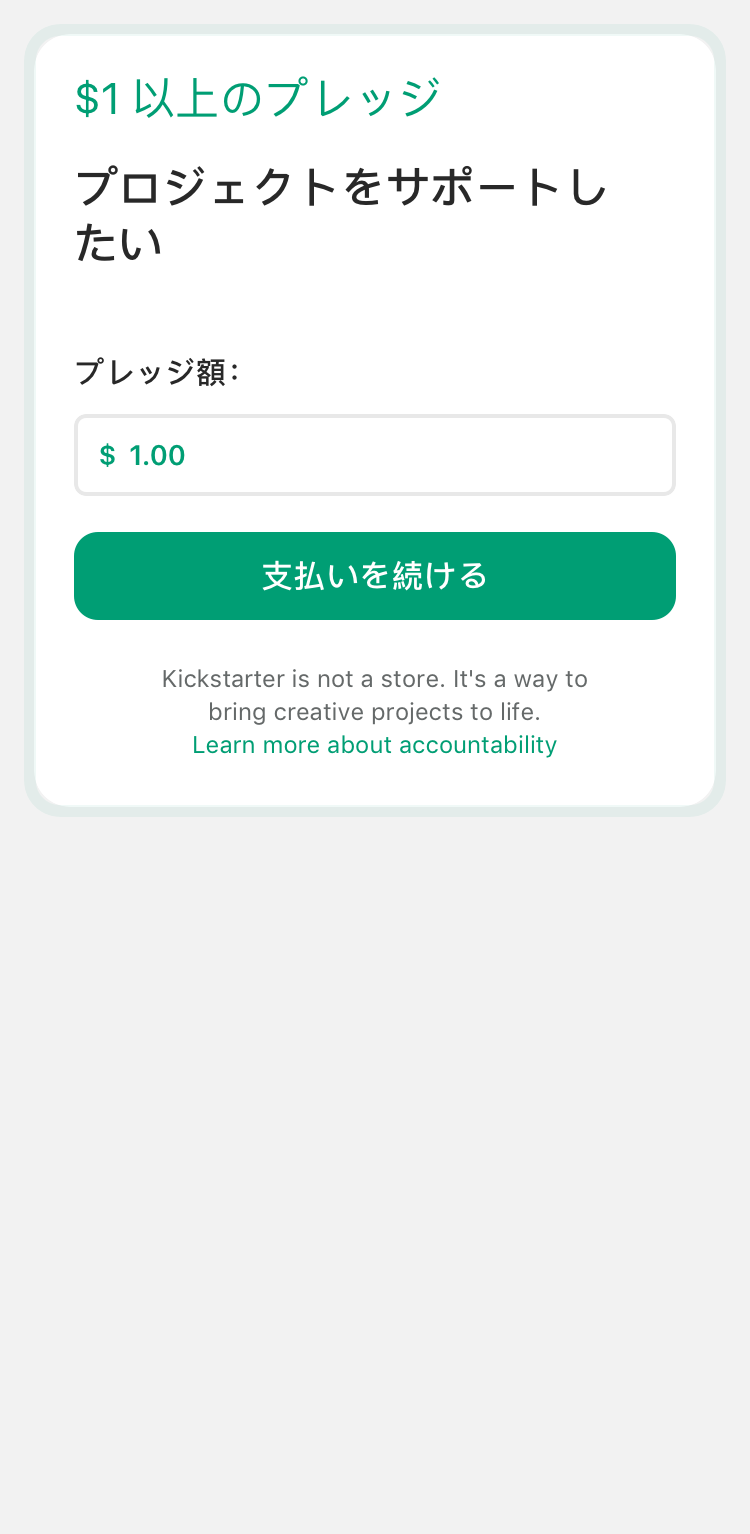 $1 以上のプレッジ
プロジェクトをサポートし
たい
プレッジ額：
$ 1.00
支払いを続ける
Kickstarter is not a store. It's a way to
bring creative projects to life.
Learn more about accountability